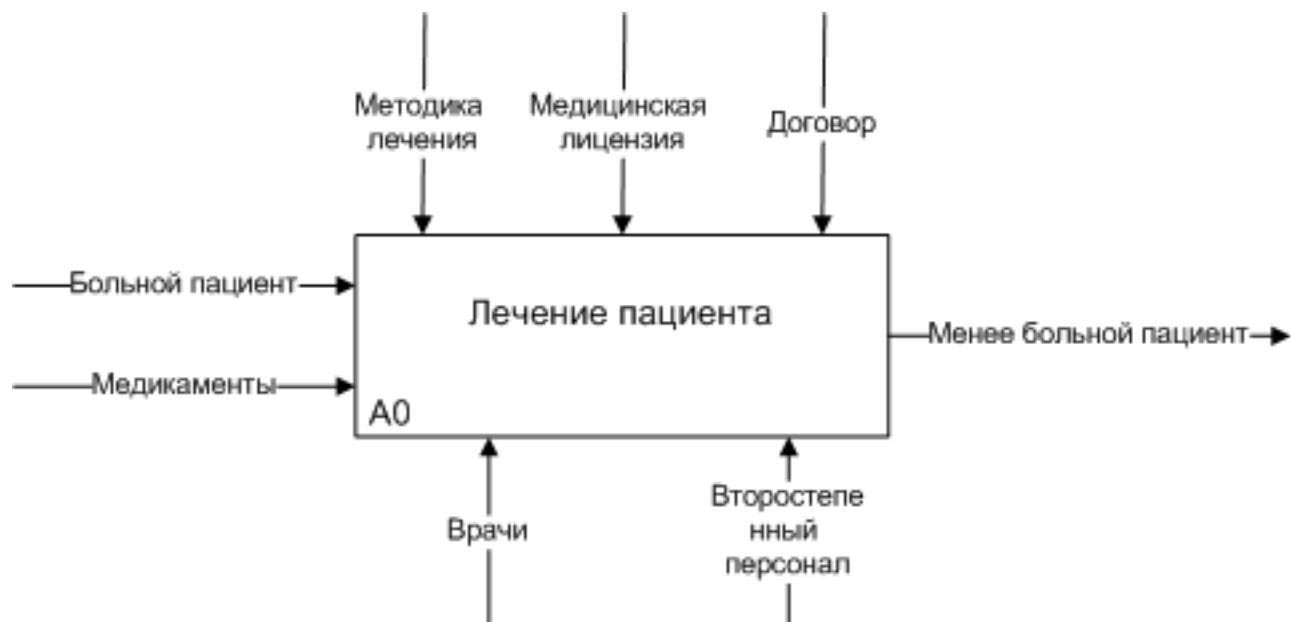 Методика
лечения
Медицинская
лицензия
Договор
Больной пациент
Лечение пациента
Менее больной пациент
Медикаменты
A0
Врачи
Второстепе
нный
персонал